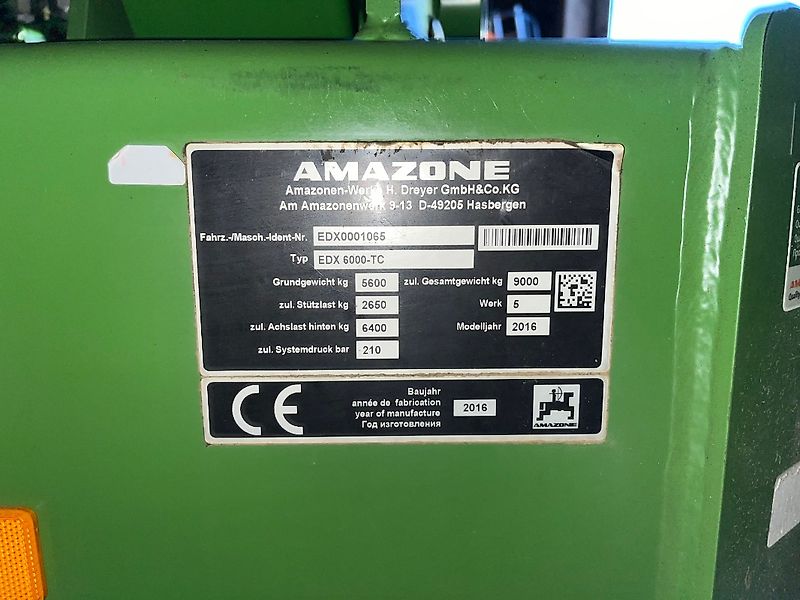 AMAZONE
Amazonen-Werke H. Dreyer GmbH&Co.KG
Am Amazonenwerk 9-13 D-49205 Hasbergen
Fahrz.-/Masch.-Ident-Nr. EDX0001065
Typ EDX 6000-TC
Grundgewicht kg 5600 zul. Gesamtgewicht kg 9000
zul. Stützlast kg 2650 Werk 5
zul. Achslast hinten kg 6400 Modelljahr 2016
zul. Systemdruck bar 210
CE
Baujahr
année de fabrication
year of manufacture 2016
Год изготовления
AMAZONE